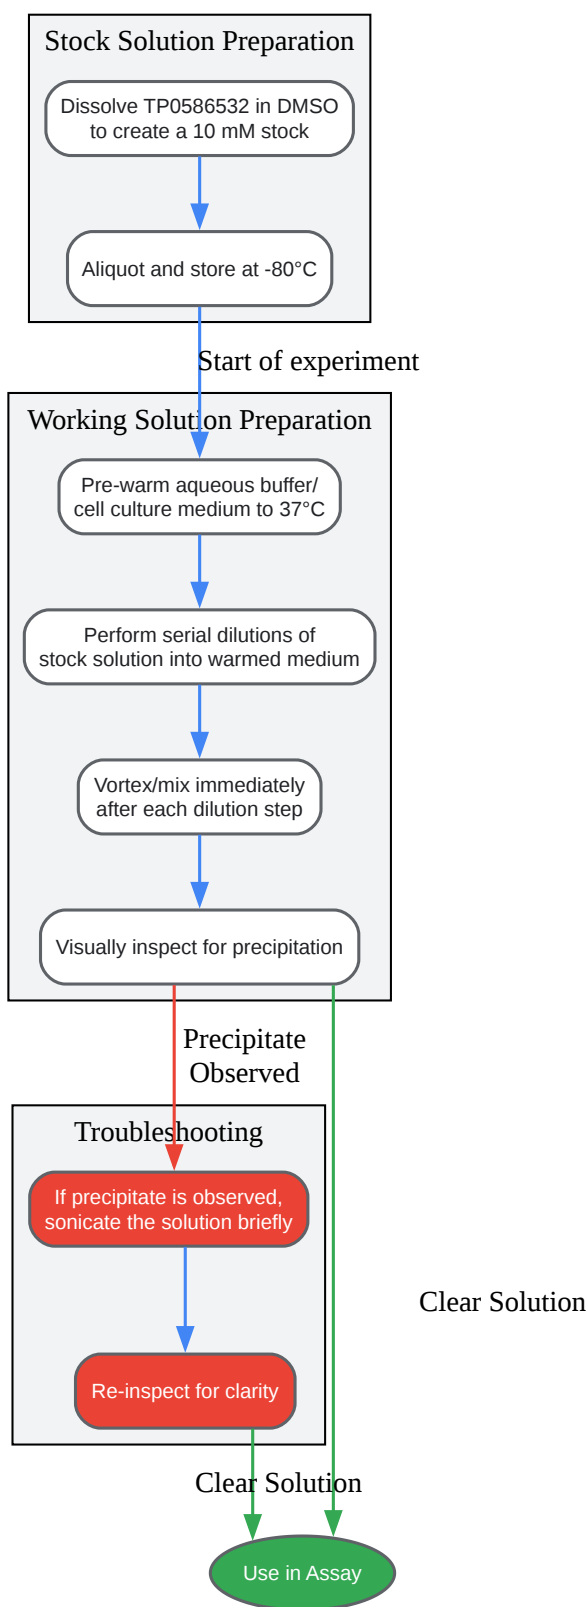 Stock Solution Preparation
Dissolve TP0586532 in DMSO
to create a 10 mM stock
Aliquot and store at -80°C
Start of experiment
Working Solution Preparation
Pre-warm aqueous buffer/
cell culture medium to 37°C
Perform serial dilutions of
stock solution into warmed medium
Vortex/mix immediately
after each dilution step
Visually inspect for precipitation
Precipitate
Observed
Troubleshooting
If precipitate is observed,
sonicate the solution briefly
Clear Solution
Re-inspect for clarity
Clear Solution
Use in Assay